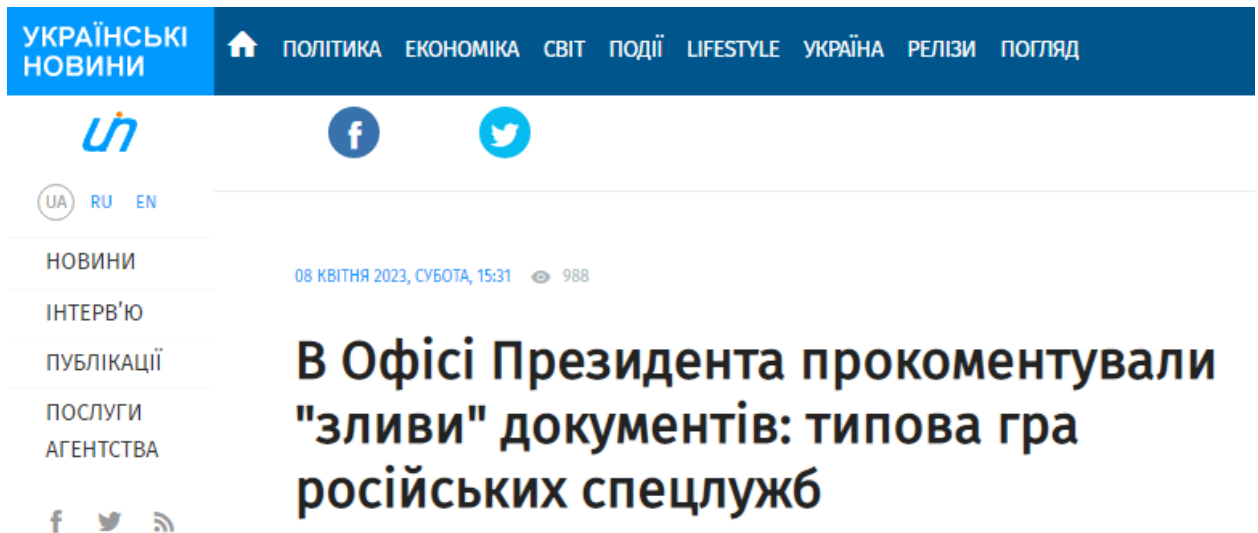 УКРАЇНСЬКІ
НОВИНИ
ПОЛІТИКА ЕКОНОМІКА СВІТ ПОДІЇ LIFESTYLE УКРАЇНА РЕЛІЗИ ПОГЛЯД
UA RU EN
НОВИНИ
ІНТЕРВ'Ю
ПУБЛІКАЦІЇ
ПОСЛУГИ
АГЕНТСТВА
08 КВІТНЯ 2023, СУБОТА, 15:31 988
В Офісі Президента прокоментували
"зливи" документів: типова гра
російських спецслужб